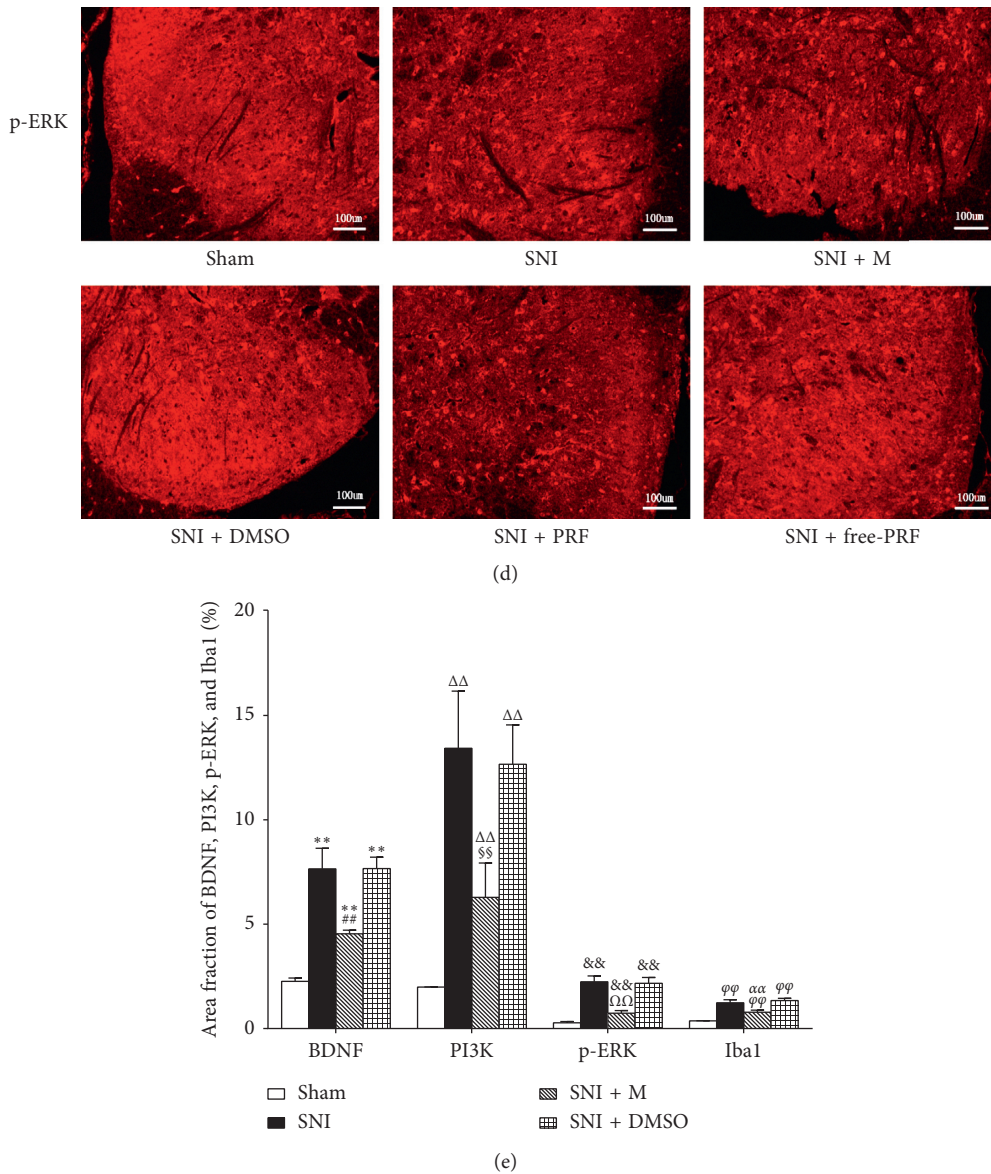 p-ERK
100um
100um
100um
Sham
SNI
SNI + M
100um
100um
100um
SNI + DMSO
SNI + PRF
SNI + free-PRF
(d)
Area fraction of BDNF, PI3K, p-ERK, and Iba1 (%)
20
15
10
5
0
**
**
##
**
ΔΔ
ΔΔ
§§
ΔΔ
&&
&&
ΩΩ
&&
φφ
αα
φφ
φφ
BDNF
PI3K
p-ERK
Iba1
Sham
SNI
SNI + M
SNI + DMSO
(e)